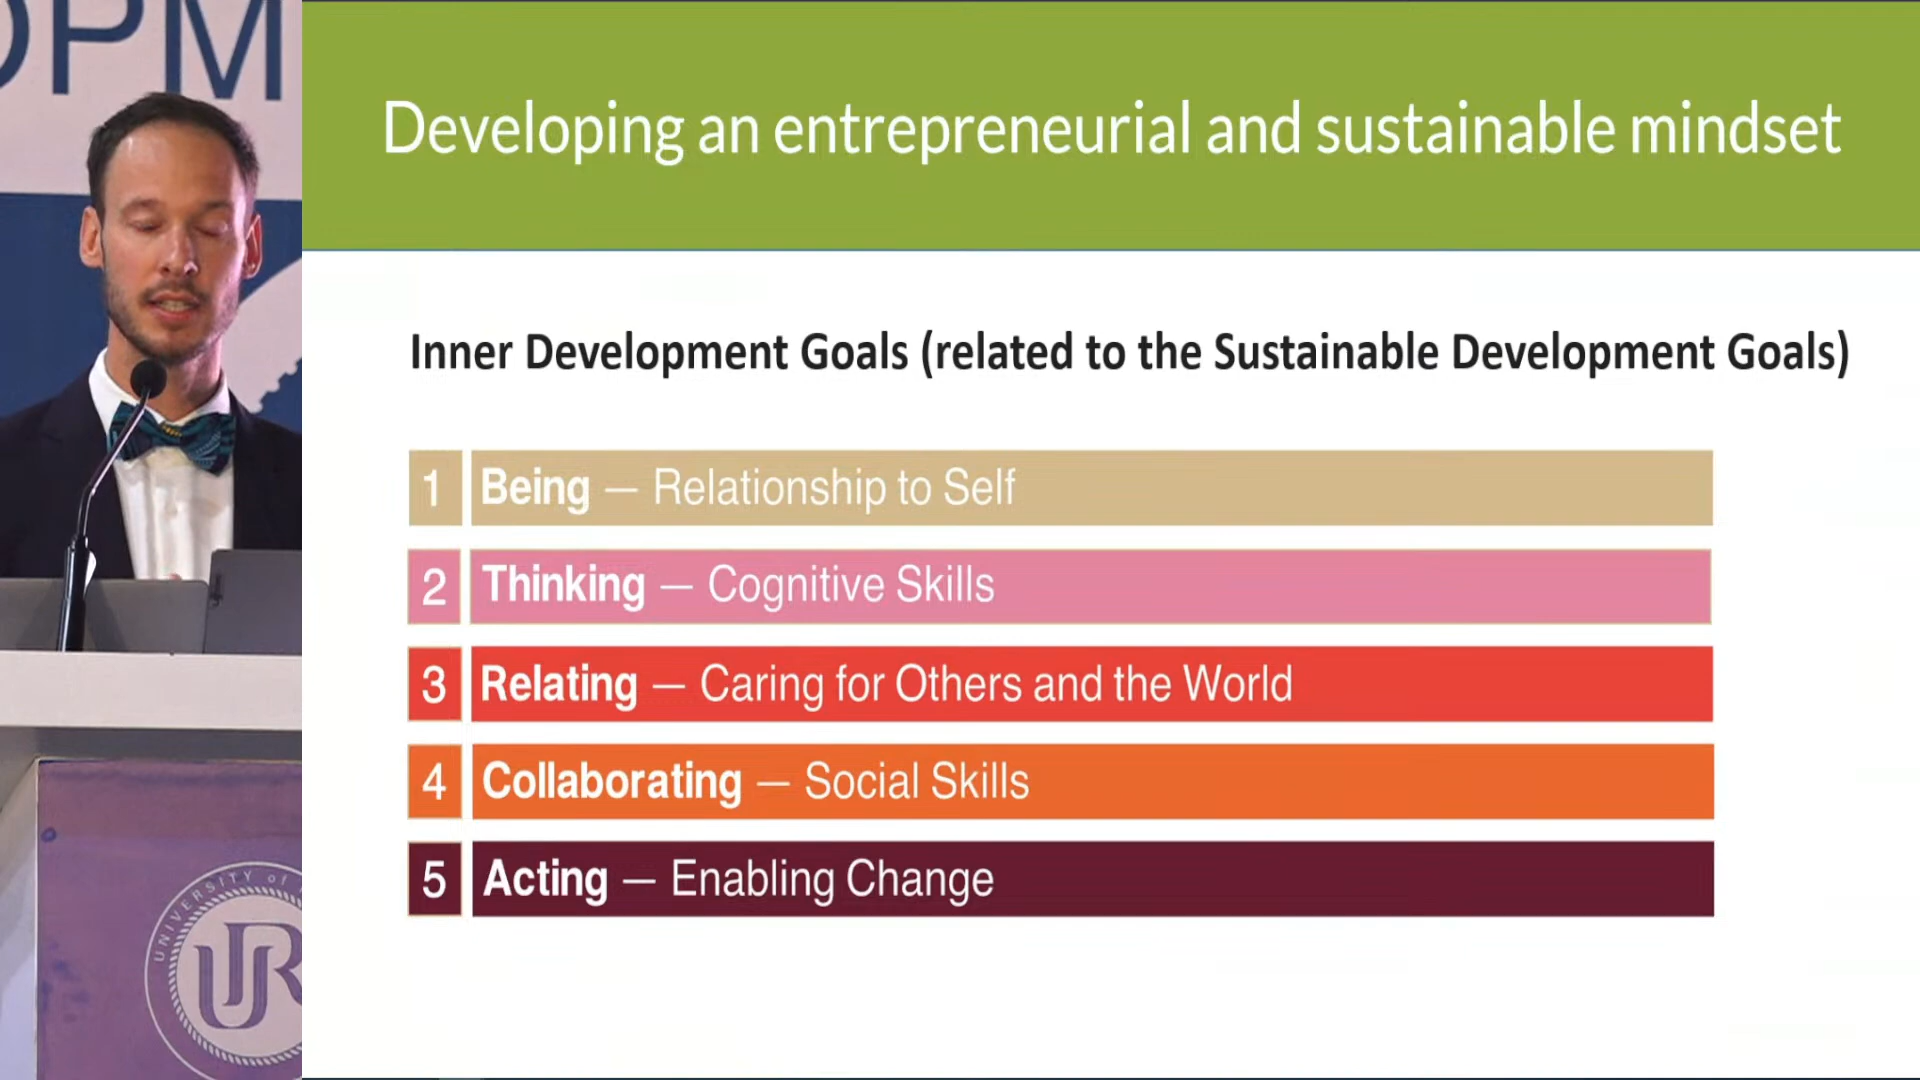 PM
Developing an entrepreneurial and sustainable mindset
Inner Development Goals (related to the Sustainable Development Goals)
1 Being — Relationship to Self
2 Thinking — Cognitive Skills
3 Relating — Caring for Others and the World
4 Collaborating — Social Skills
5 Acting — Enabling Change
UNIVERSITY of
UR